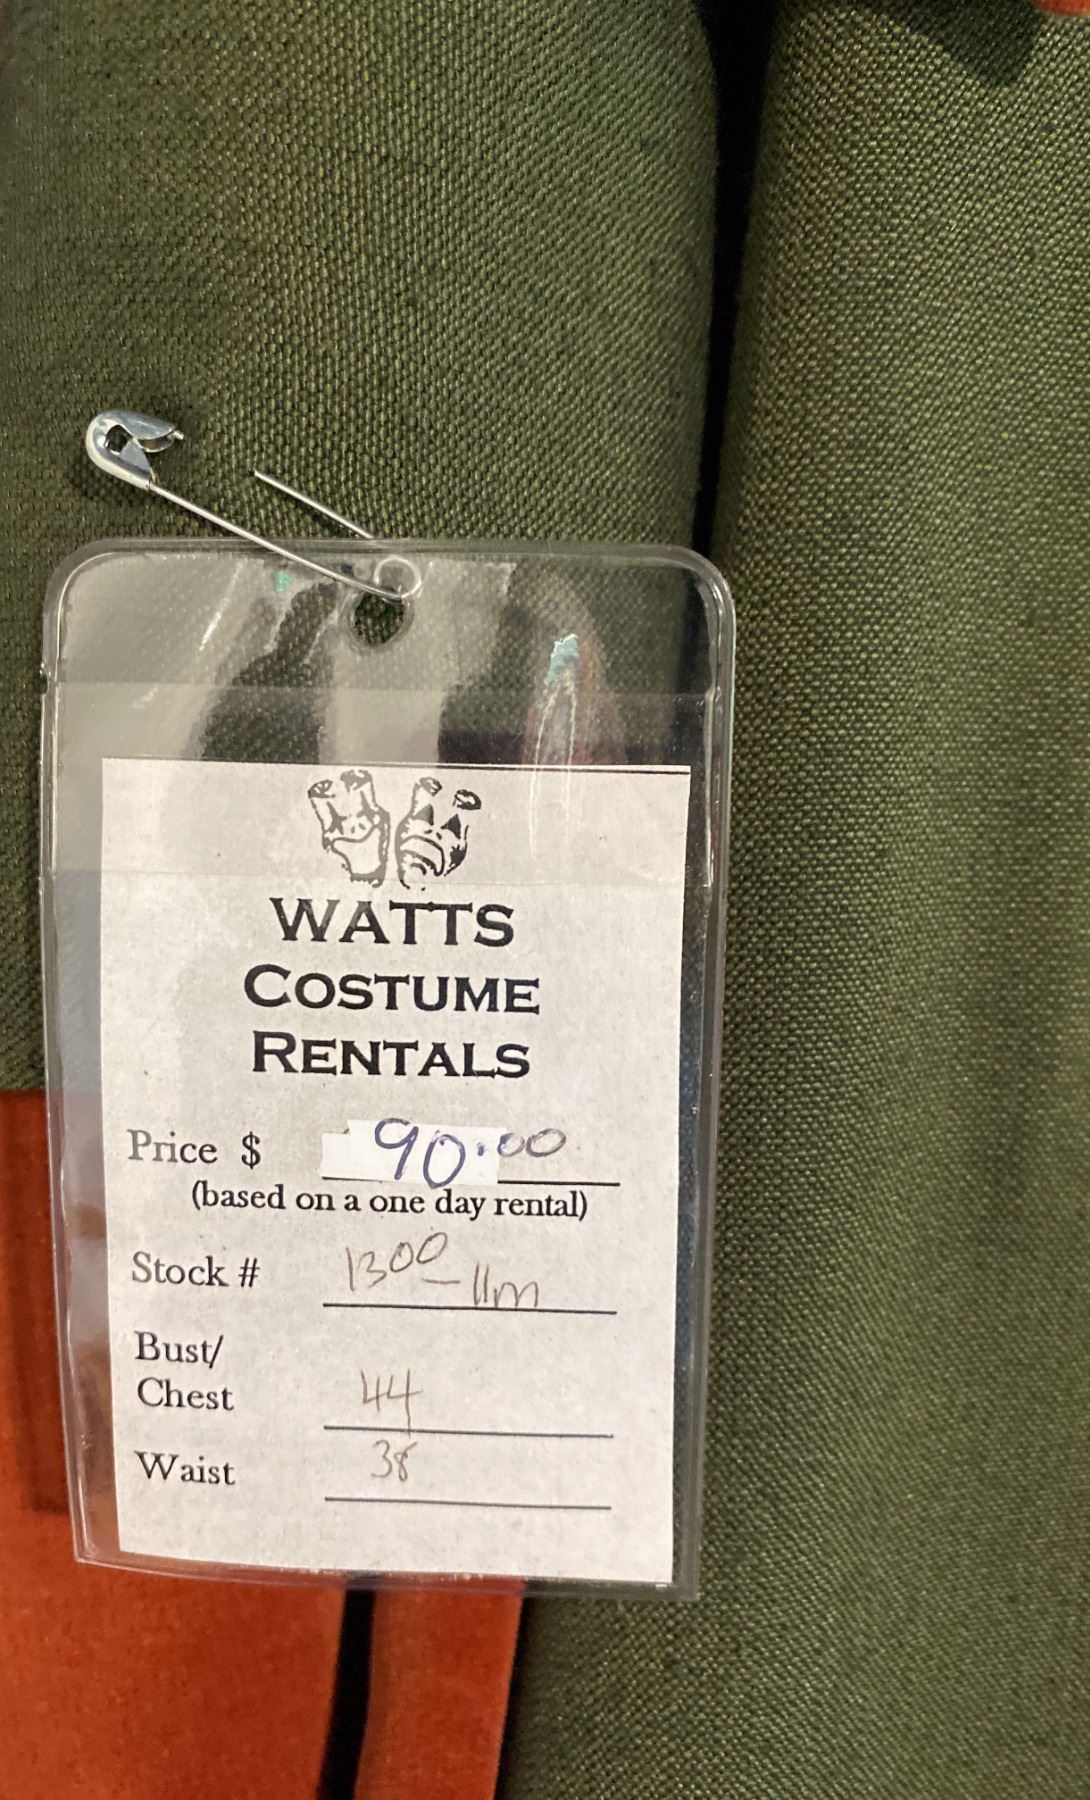 WATTS
COSTUME
RENTALS
Price $ 90.00
(based on a one day rental)
Stock # 1300-11m
Bust/
Chest 44
Waist 38